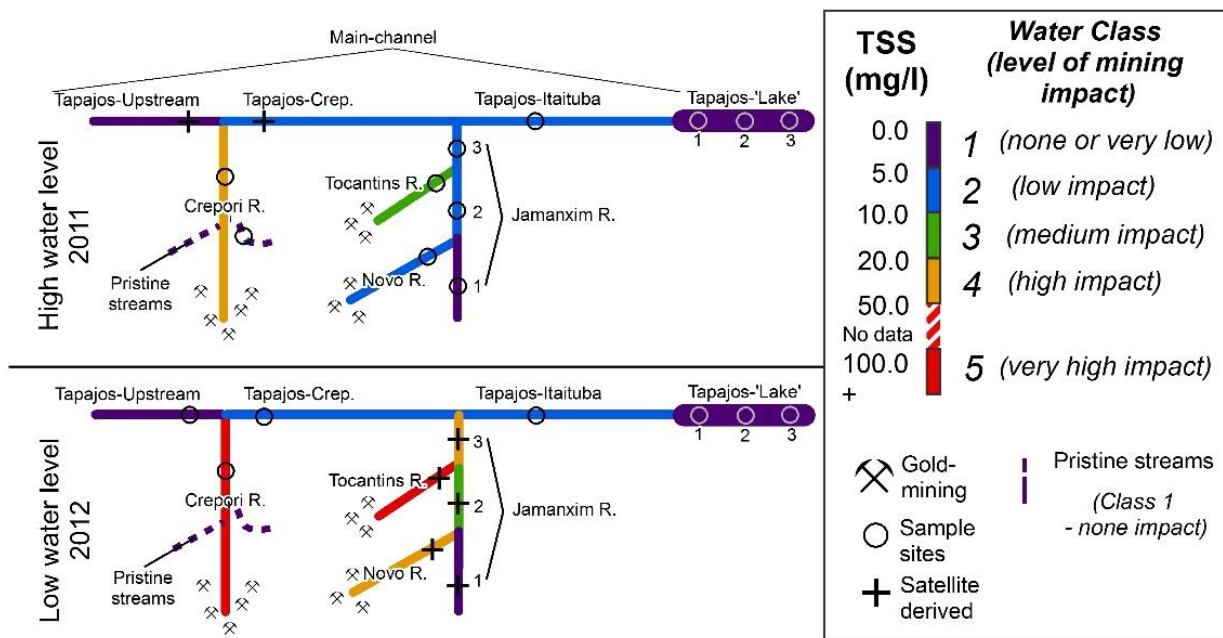 Main-channel
Tapajos-Upstream
Tapajos-Crep.
Tapajos-Itaituba
Tapajos-'Lake'
1 2 3
High water level
2011
3
Tocantins R.
Crepori R.
2
Jamanxim R.
Pristine
streams
Novo R.
1
Tapajos-Upstream
Tapajos-Crep.
Tapajos-Itaituba
Tapajos-'Lake'
1 2 3
Low water level
2012
3
Tocantins R.
Crepori R.
2
Jamanxim R.
Pristine
streams
Novo R.
1
TSS
(mg/l)
Water Class
(level of mining
impact)
0.0
1 (none or very low)
5.0
2 (low impact)
10.0
3 (medium impact)
20.0
4 (high impact)
50.0
No data
100.0
5 (very high impact)
+
Gold-
mining
Sample
sites
Satellite
derived
Pristine streams
(Class 1
- none impact)